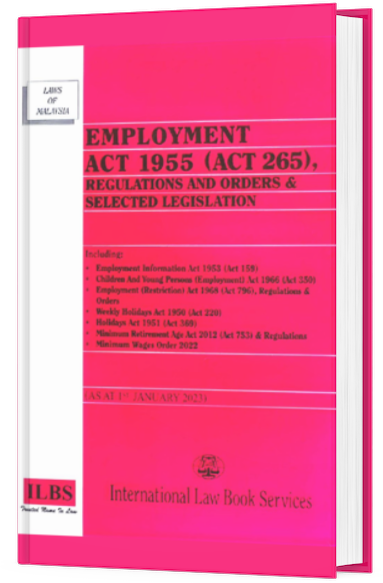 LAWS
OF
MALAYSIA
EMPLOYMENT
ACT 1955 (ACT 265),
REGULATIONS AND ORDERS &
SELECTED LEGISLATION
Including:
• Employment Information Act 1953 (Act 159)
• Children And Young Persons (Employment) Act 1966 (Act 350)
• Employment (Restriction) Act 1968 (Act 796), Regulations &
Orders
• Weekly Holidays Act 1950 (Act 220)
• Holidays Act 1951 (Act 369)
• Minimum Retirement Age Act 2012 (Act 753) & Regulations
• Minimum Wages Order 2022
(AS AT 1ST JANUARY 2023)
ILBS
Trusted Name In Law
International Law Book Services